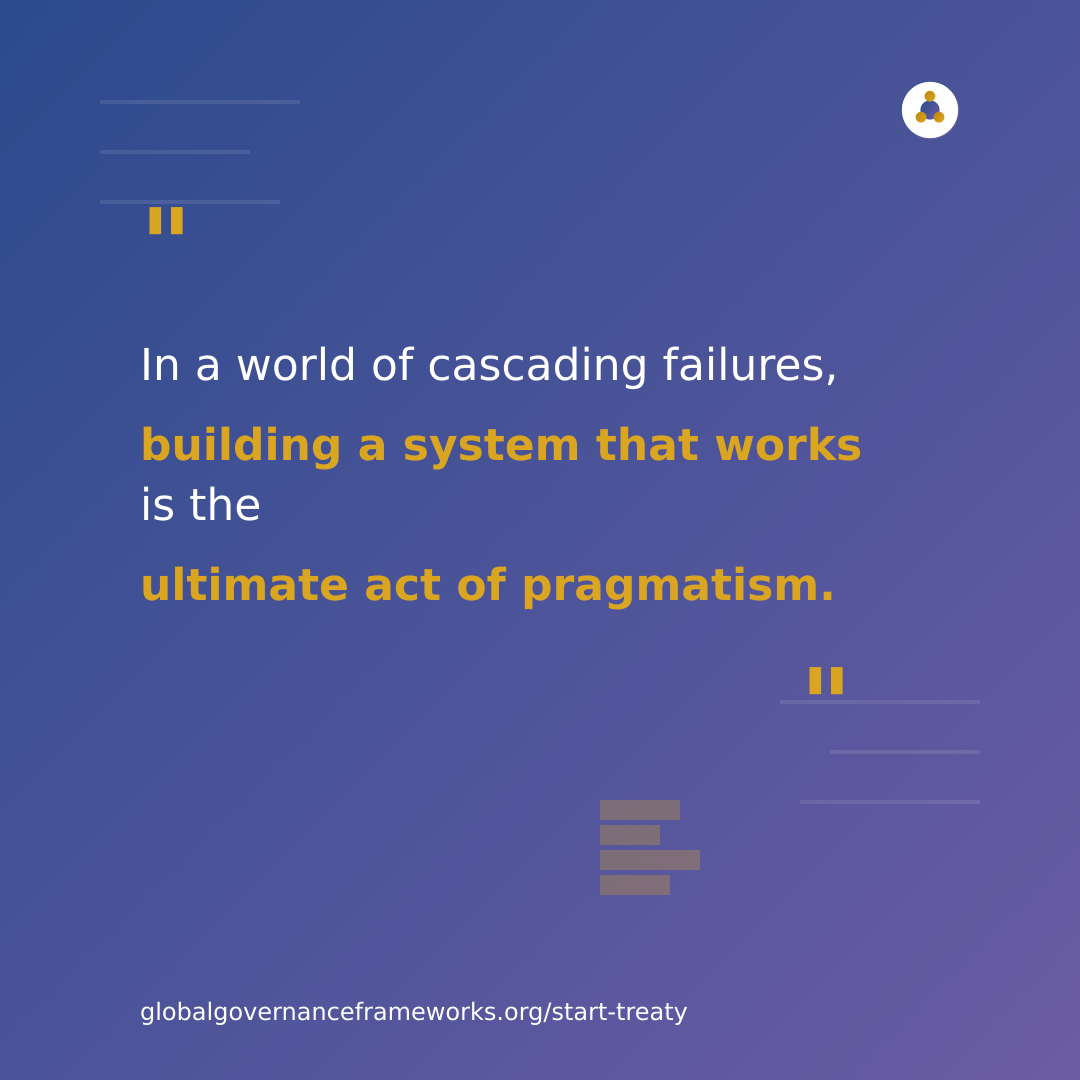 "
In a world of cascading failures,
building a system that works
is the
ultimate act of pragmatism.
"
globalgovernanceframeworks.org/start-treaty